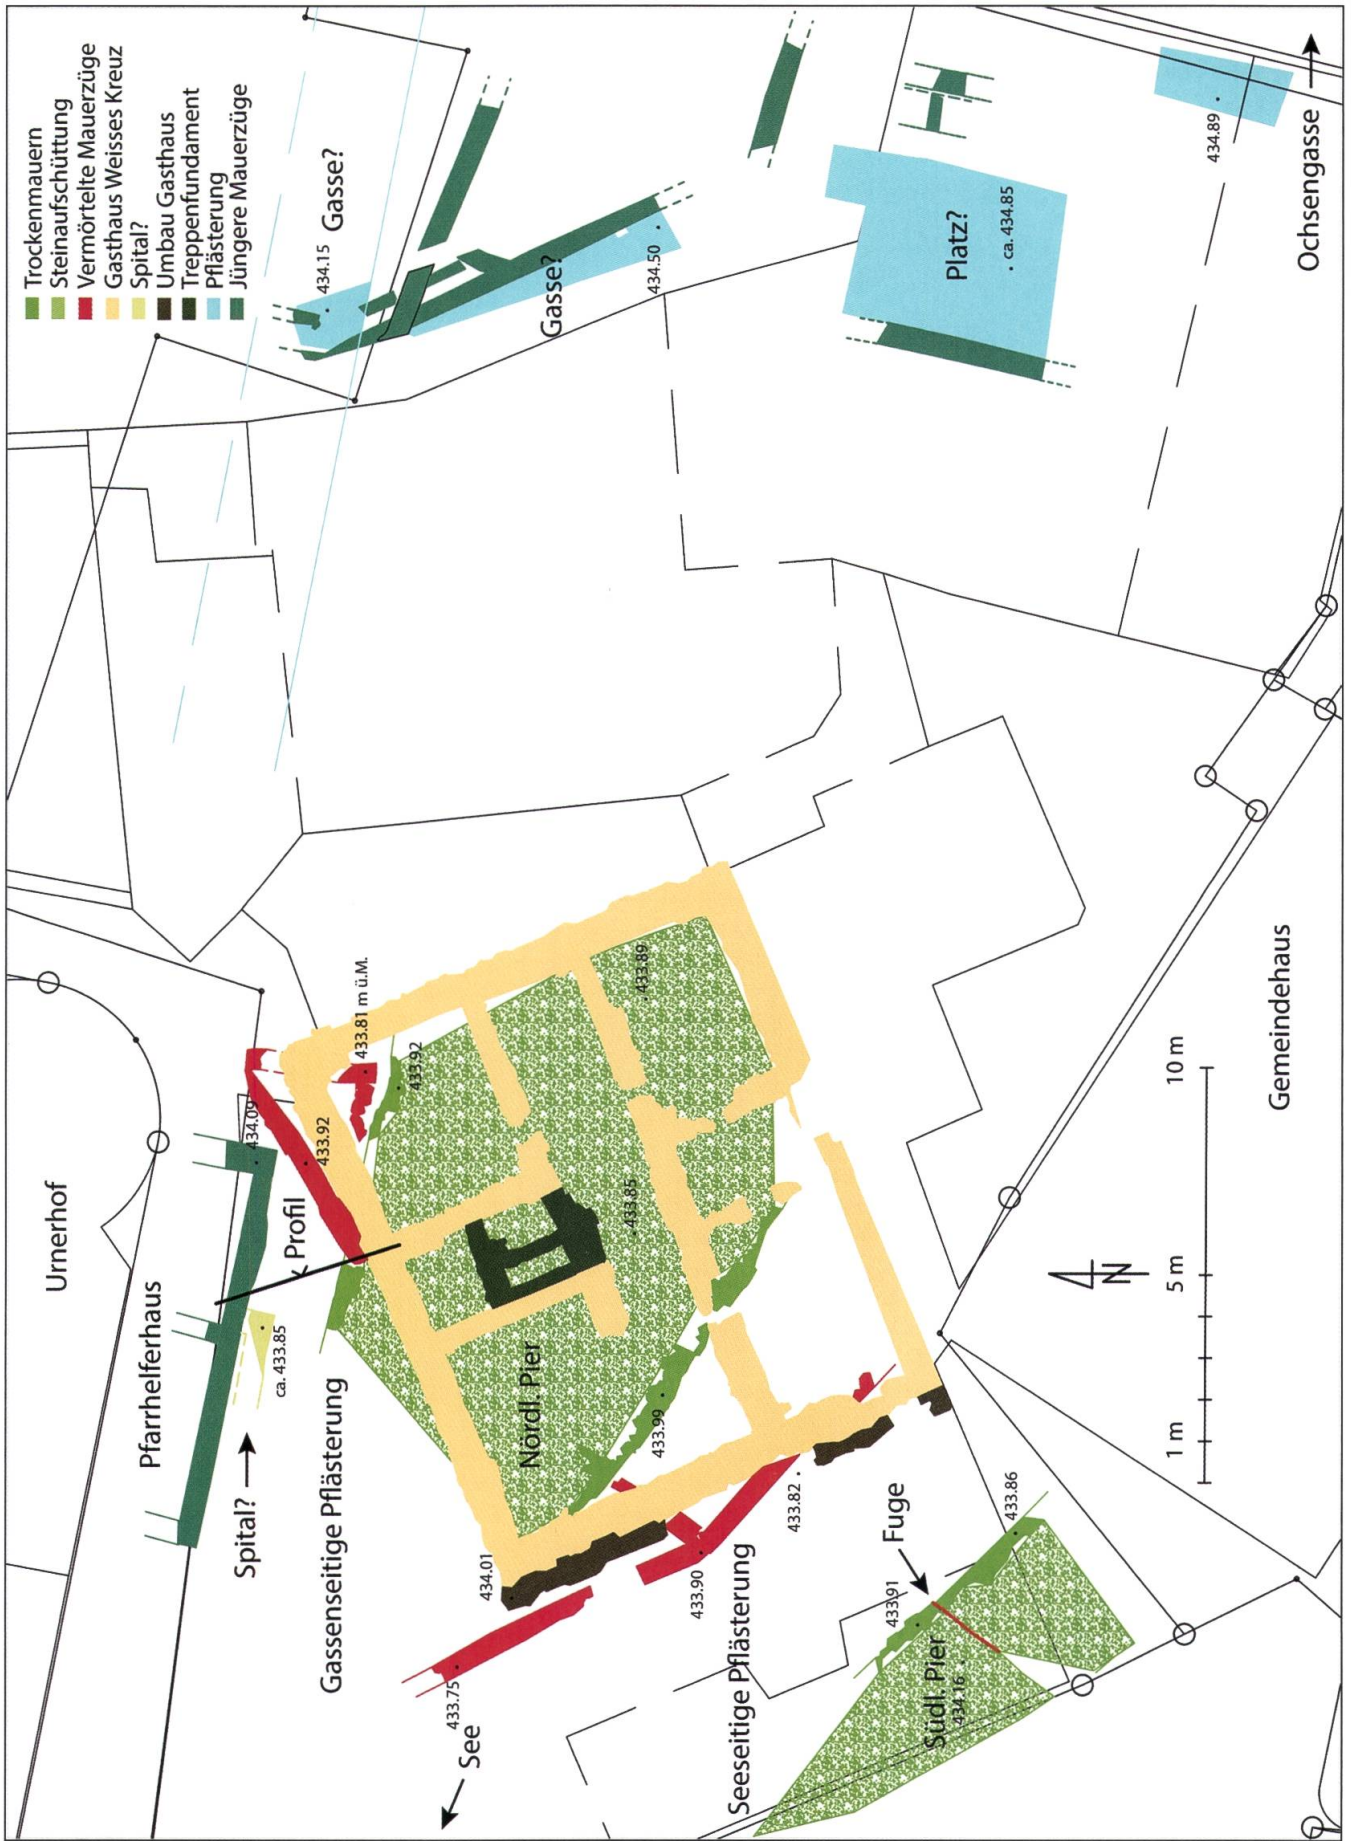 Trockenmauern
Steinaufschüttung
Vermörtelte Mauerzüge
Gasthaus Weisses Kreuz
Spital?
Umbau Gasthaus
Treppenfundament
Pflästerung
Jüngere Mauerzüge
Urnerhof
Pfarrhelferhaus
Spital?
ca. 433.85
Profil
434.09
433.92
433.81 m ü.M.
433.92
Gassenseitige Pflästerung
Nördl. Pier
433.89
433.85
433.99
434.01
433.75
See
433.90
433.82
Seeseitige Pflästerung
Fuge
433.91
433.86
Südl. Pier
434.16
Gasse?
434.15
Gasse?
434.50
Platz?
ca. 434.85
434.89
Ochsengasse
Gemeindehaus
N
1 m
5 m
10 m